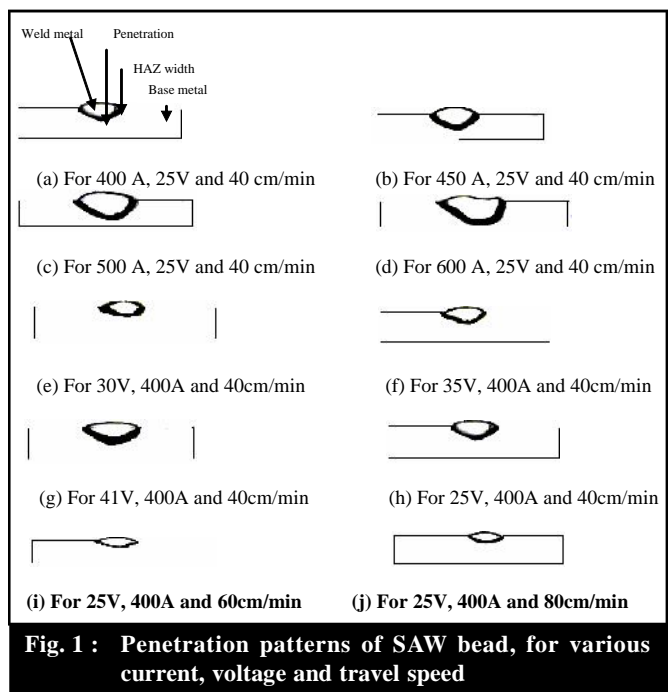 Weld metal
Penetration
HAZ width
Base metal
(a) For 400 A, 25V and 40 cm/min
(b) For 450 A, 25V and 40 cm/min
(c) For 500 A, 25V and 40 cm/min
(d) For 600 A, 25V and 40 cm/min
(e) For 30V, 400A and 40cm/min
(f) For 35V, 400A and 40cm/min
(g) For 41V, 400A and 40cm/min
(h) For 25V, 400A and 40cm/min
(i) For 25V, 400A and 60cm/min
(j) For 25V, 400A and 80cm/min
Fig. 1 : Penetration patterns of SAW bead, for various
current, voltage and travel speed